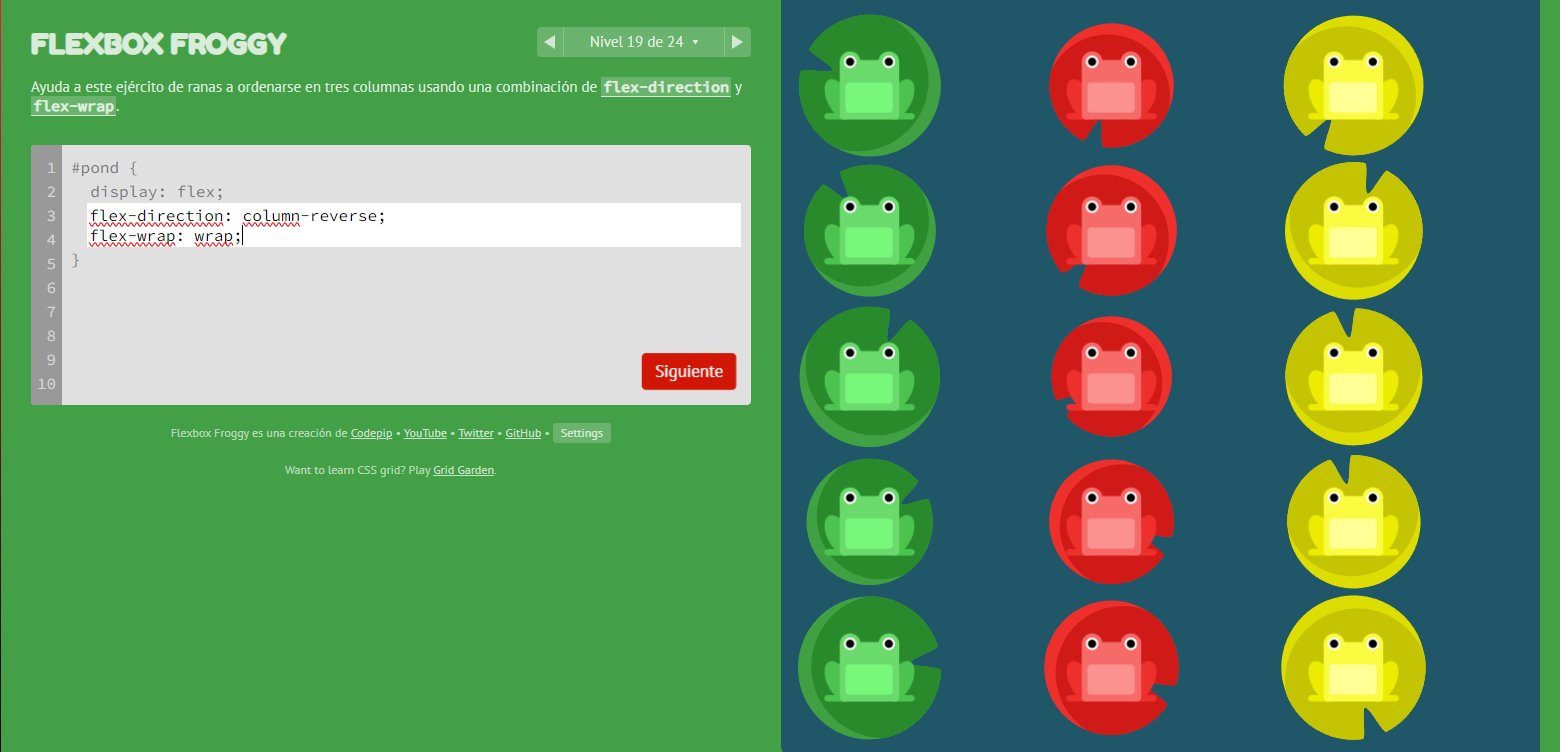 FLEXBOX FROGGY
Nivel 19 de 24
Ayuda a este ejército de ranas a ordenarse en tres columnas usando una combinación de flex-direction y
flex-wrap.
1 #pond {
2 display: flex;
3 flex-direction: column-reverse;
4 flex-wrap: wrap;
5 }
6
7
8
9
10
Siguiente
Flexbox Froggy es una creación de Codepip • YouTube • Twitter • GitHub • Settings
Want to learn CSS grid? Play Grid Garden.